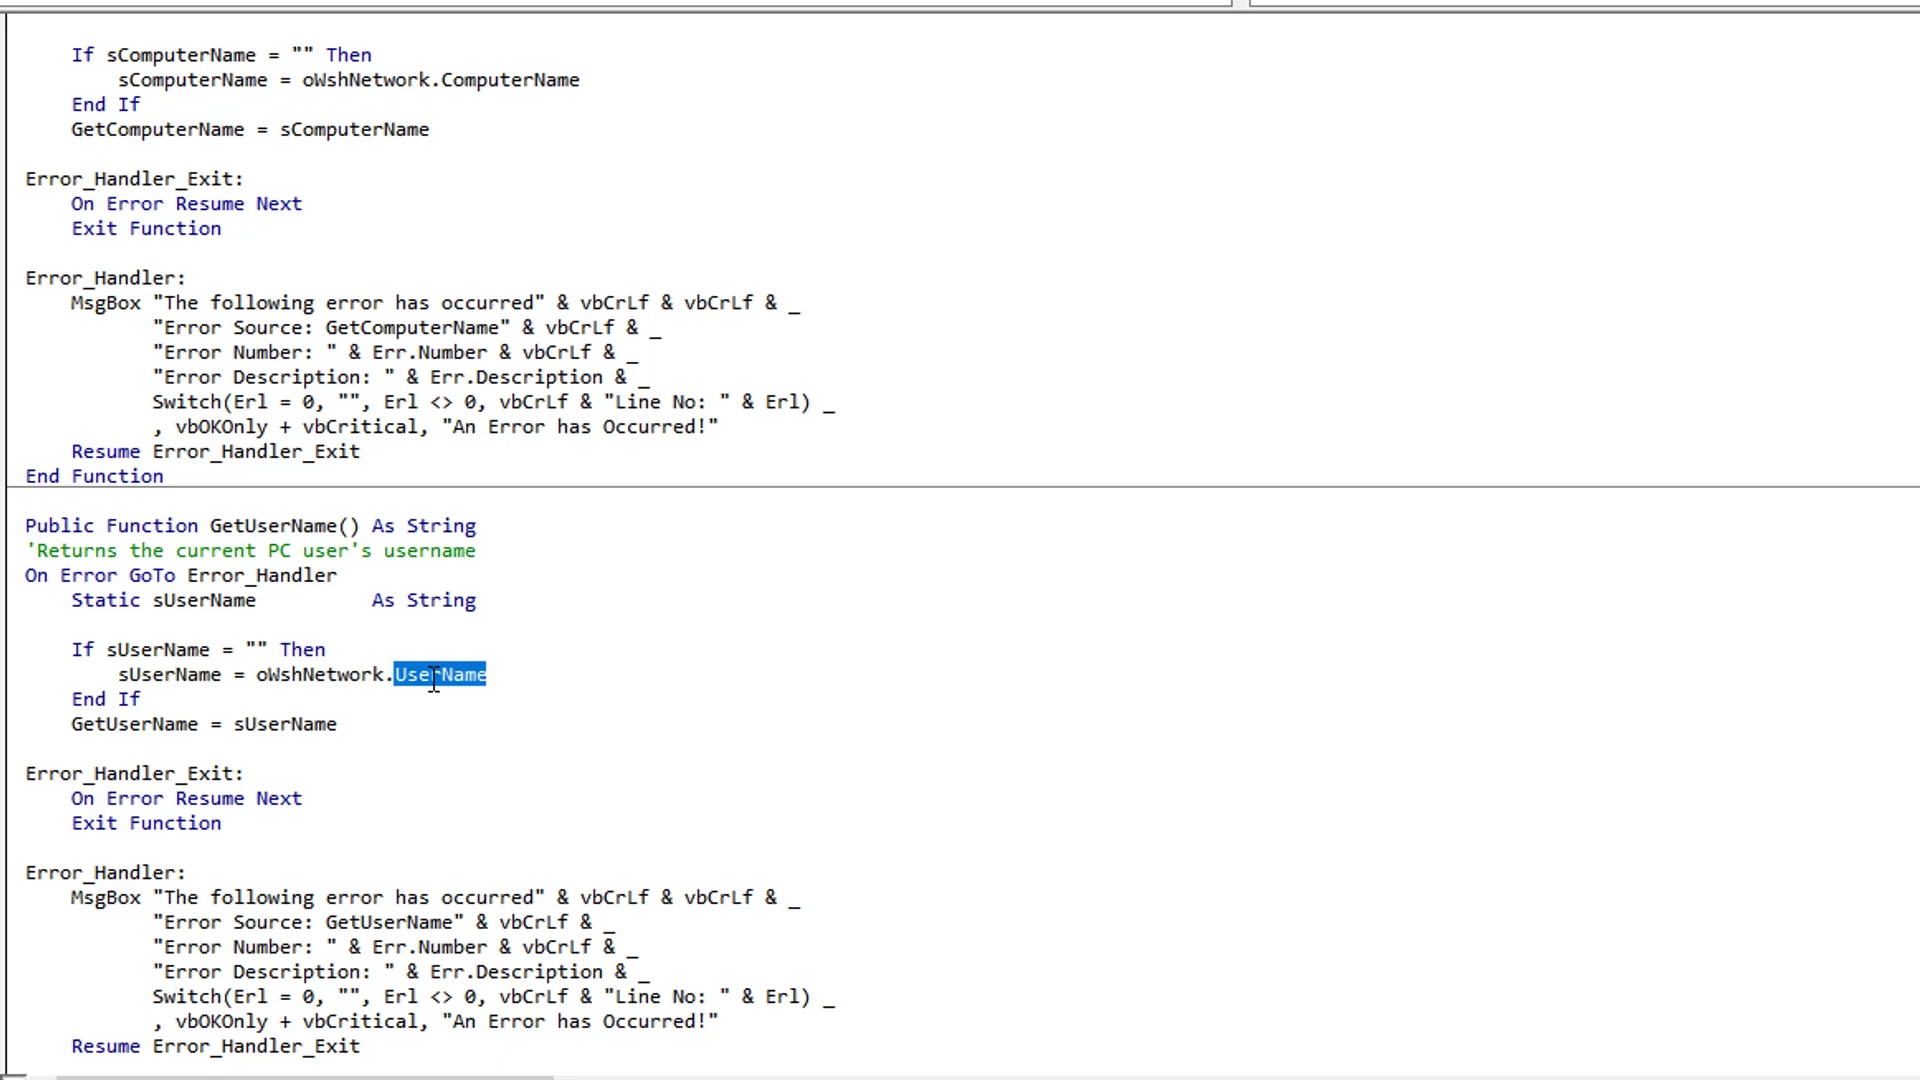 If sComputerName = "" Then
sComputerName = oWshNetwork.ComputerName
End If
GetComputerName = sComputerName
Error_Handler_Exit:
On Error Resume Next
Exit Function
Error_Handler:
MsgBox "The following error has occurred" & vbCrLf & vbCrLf & _
"Error Source: GetComputerName" & vbCrLf & _
"Error Number: " & Err.Number & vbCrLf & _
"Error Description: " & Err.Description & _
Switch(Erl = 0, "", Erl <> 0, vbCrLf & "Line No: " & Erl) _
, vbOKOnly + vbCritical, "An Error has Occurred!"
Resume Error_Handler_Exit
End Function
Public Function GetUserName() As String
'Returns the current PC user's username
On Error GoTo Error_Handler
Static sUserName As String
If sUserName = "" Then
sUserName = oWshNetwork.UserName
End If
GetUserName = sUserName
Error_Handler_Exit:
On Error Resume Next
Exit Function
Error_Handler:
MsgBox "The following error has occurred" & vbCrLf & vbCrLf & _
"Error Source: GetUserName" & vbCrLf & _
"Error Number: " & Err.Number & vbCrLf & _
"Error Description: " & Err.Description & _
Switch(Erl = 0, "", Erl <> 0, vbCrLf & "Line No: " & Erl) _
, vbOKOnly + vbCritical, "An Error has Occurred!"
Resume Error_Handler_Exit